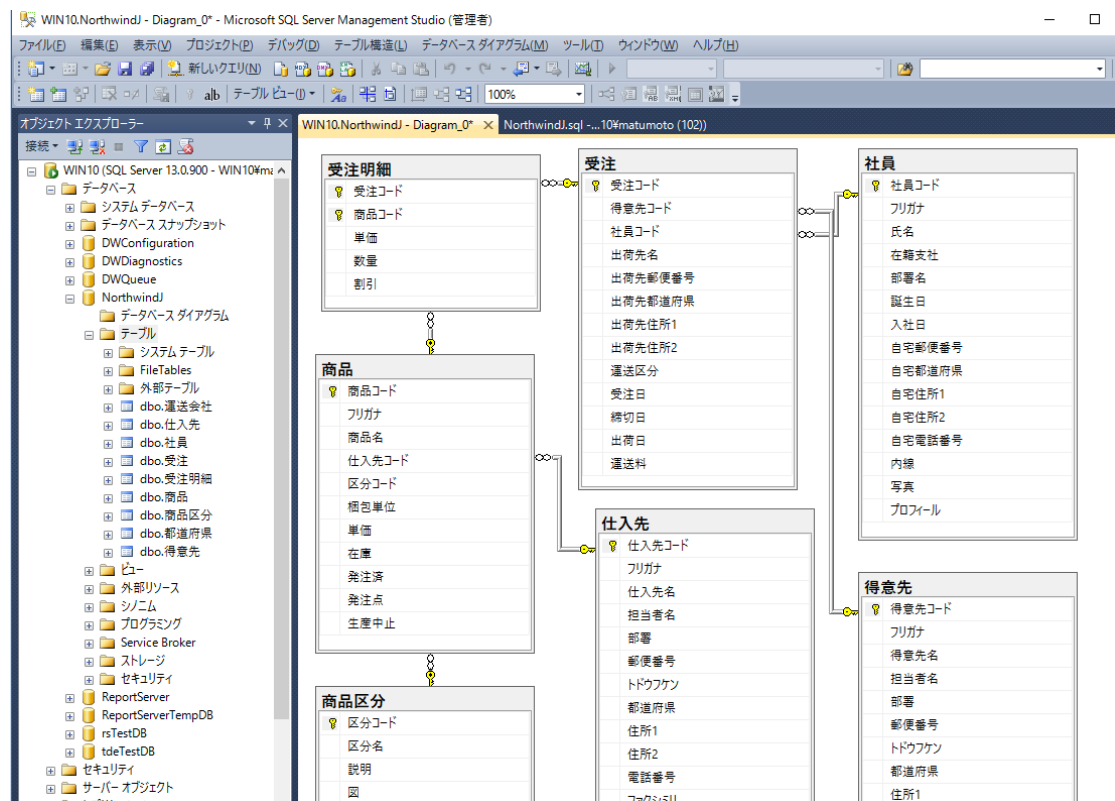 WIN10.NorthwindJ - Diagram_0* - Microsoft SQL Server Management Studio (管理者)
ファイル(F) 編集(E) 表示(V) プロジェクト(P) デバッグ(D) テーブル構造(L) データベース ダイアグラム(M) ツール(T) ウィンドウ(W) ヘルプ(H)
新しいクエリ(N)
ab テーブル ビュー(I) 100%
オブジェクト エクスプローラー
接続
WIN10 (SQL Server 13.0.900 - WIN10¥ma
データベース
システム データベース
データベース スナップショット
DWConfiguration
DWDiagnostics
DWQueue
NorthwindJ
データベース ダイアグラム
テーブル
システム テーブル
FileTables
外部テーブル
dbo.運送会社
dbo.仕入先
dbo.社員
dbo.受注
dbo.受注明細
dbo.商品
dbo.商品区分
dbo.都道府県
dbo.得意先
ビュー
外部リソース
シノニム
プログラミング
Service Broker
ストレージ
セキュリティ
ReportServer
ReportServerTempDB
rsTestDB
tdeTestDB
セキュリティ
サーバー オブジェクト
WIN10.NorthwindJ - Diagram_0*
NorthwindJ.sql -...10¥matumoto (102))
受注明細
受注コード
商品コード
単価
数量
割引
商品
商品コード
フリガナ
商品名
仕入先コード
区分コード
梱包単位
単価
在庫
発注済
発注点
生産中止
商品区分
区分コード
区分名
説明
図
受注
受注コード
得意先コード
社員コード
出荷先名
出荷先郵便番号
出荷先都道府県
出荷先住所1
出荷先住所2
運送区分
受注日
締切日
出荷日
運送料
仕入先
仕入先コード
フリガナ
仕入先名
担当者名
部署
郵便番号
トドウフケン
都道府県
住所1
住所2
電話番号
ファクシミリ
社員
社員コード
フリガナ
氏名
在籍支社
部署名
誕生日
入社日
自宅郵便番号
自宅都道府県
自宅住所1
自宅住所2
自宅電話番号
内線
写真
プロフィール
得意先
得意先コード
フリガナ
得意先名
担当者名
部署
郵便番号
トドウフケン
都道府県
住所1